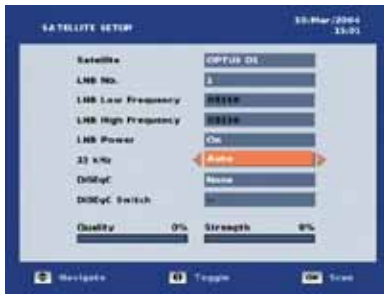 SATELLITE SETUP
10.Mar/2004
15:01
Satellite OPTUS D1
LNB No. 1
LNB Low Frequency
LNB High Frequency
LNB Power On
22 kHz Auto
DiSEqC None
DiSEqC Switch -
Quality 0% Strength 0%
Navigate Toggle OK Scan